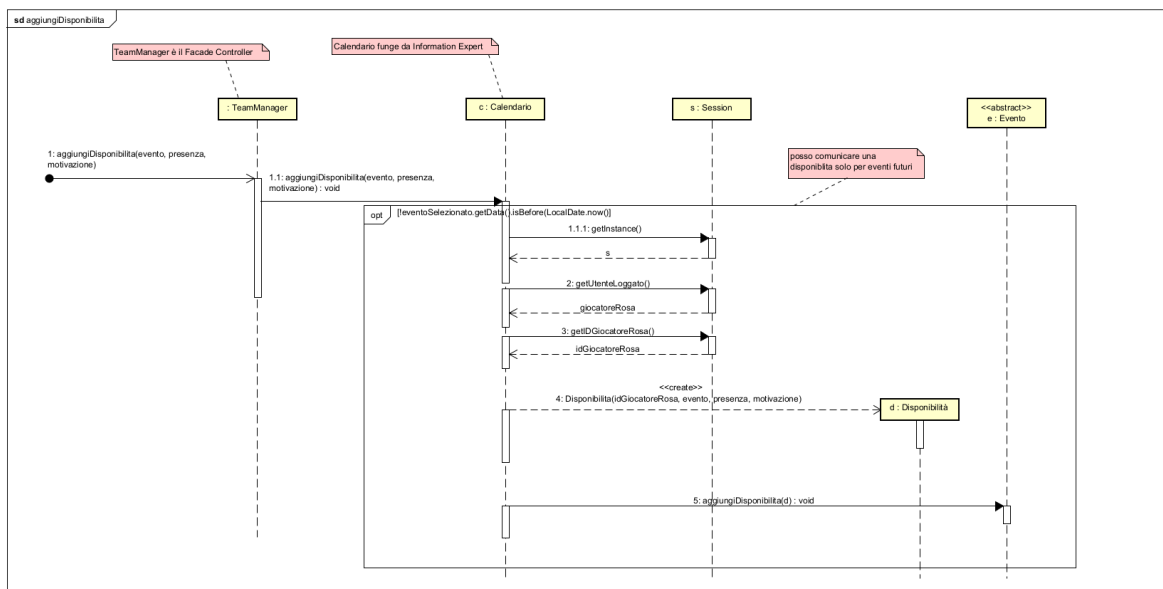 sd aggiungiDisponibilita
TeamManager è il Facade Controller
Calendario funge da Information Expert
: TeamManager
c : Calendario
s : Session
<<abstract>>
e : Evento
1: aggiungiDisponibilita(evento, presenza,
motivazione)
1.1: aggiungiDisponibilita(evento, presenza,
motivazione) : void
posso comunicare una
disponiblita solo per eventi futuri
opt
[!eventoSelezionato.getData().isBefore(LocalDate.now()]
1.1.1: getInstance()
s
2: getUtenteLoggato()
giocatoreRosa
3: getIDGiocatoreRosa()
idGiocatoreRosa
<<create>>
4: Disponibilita(idGiocatoreRosa, evento, presenza, motivazione)
d : Disponibilità
5: aggiungiDisponibilita(d) : void